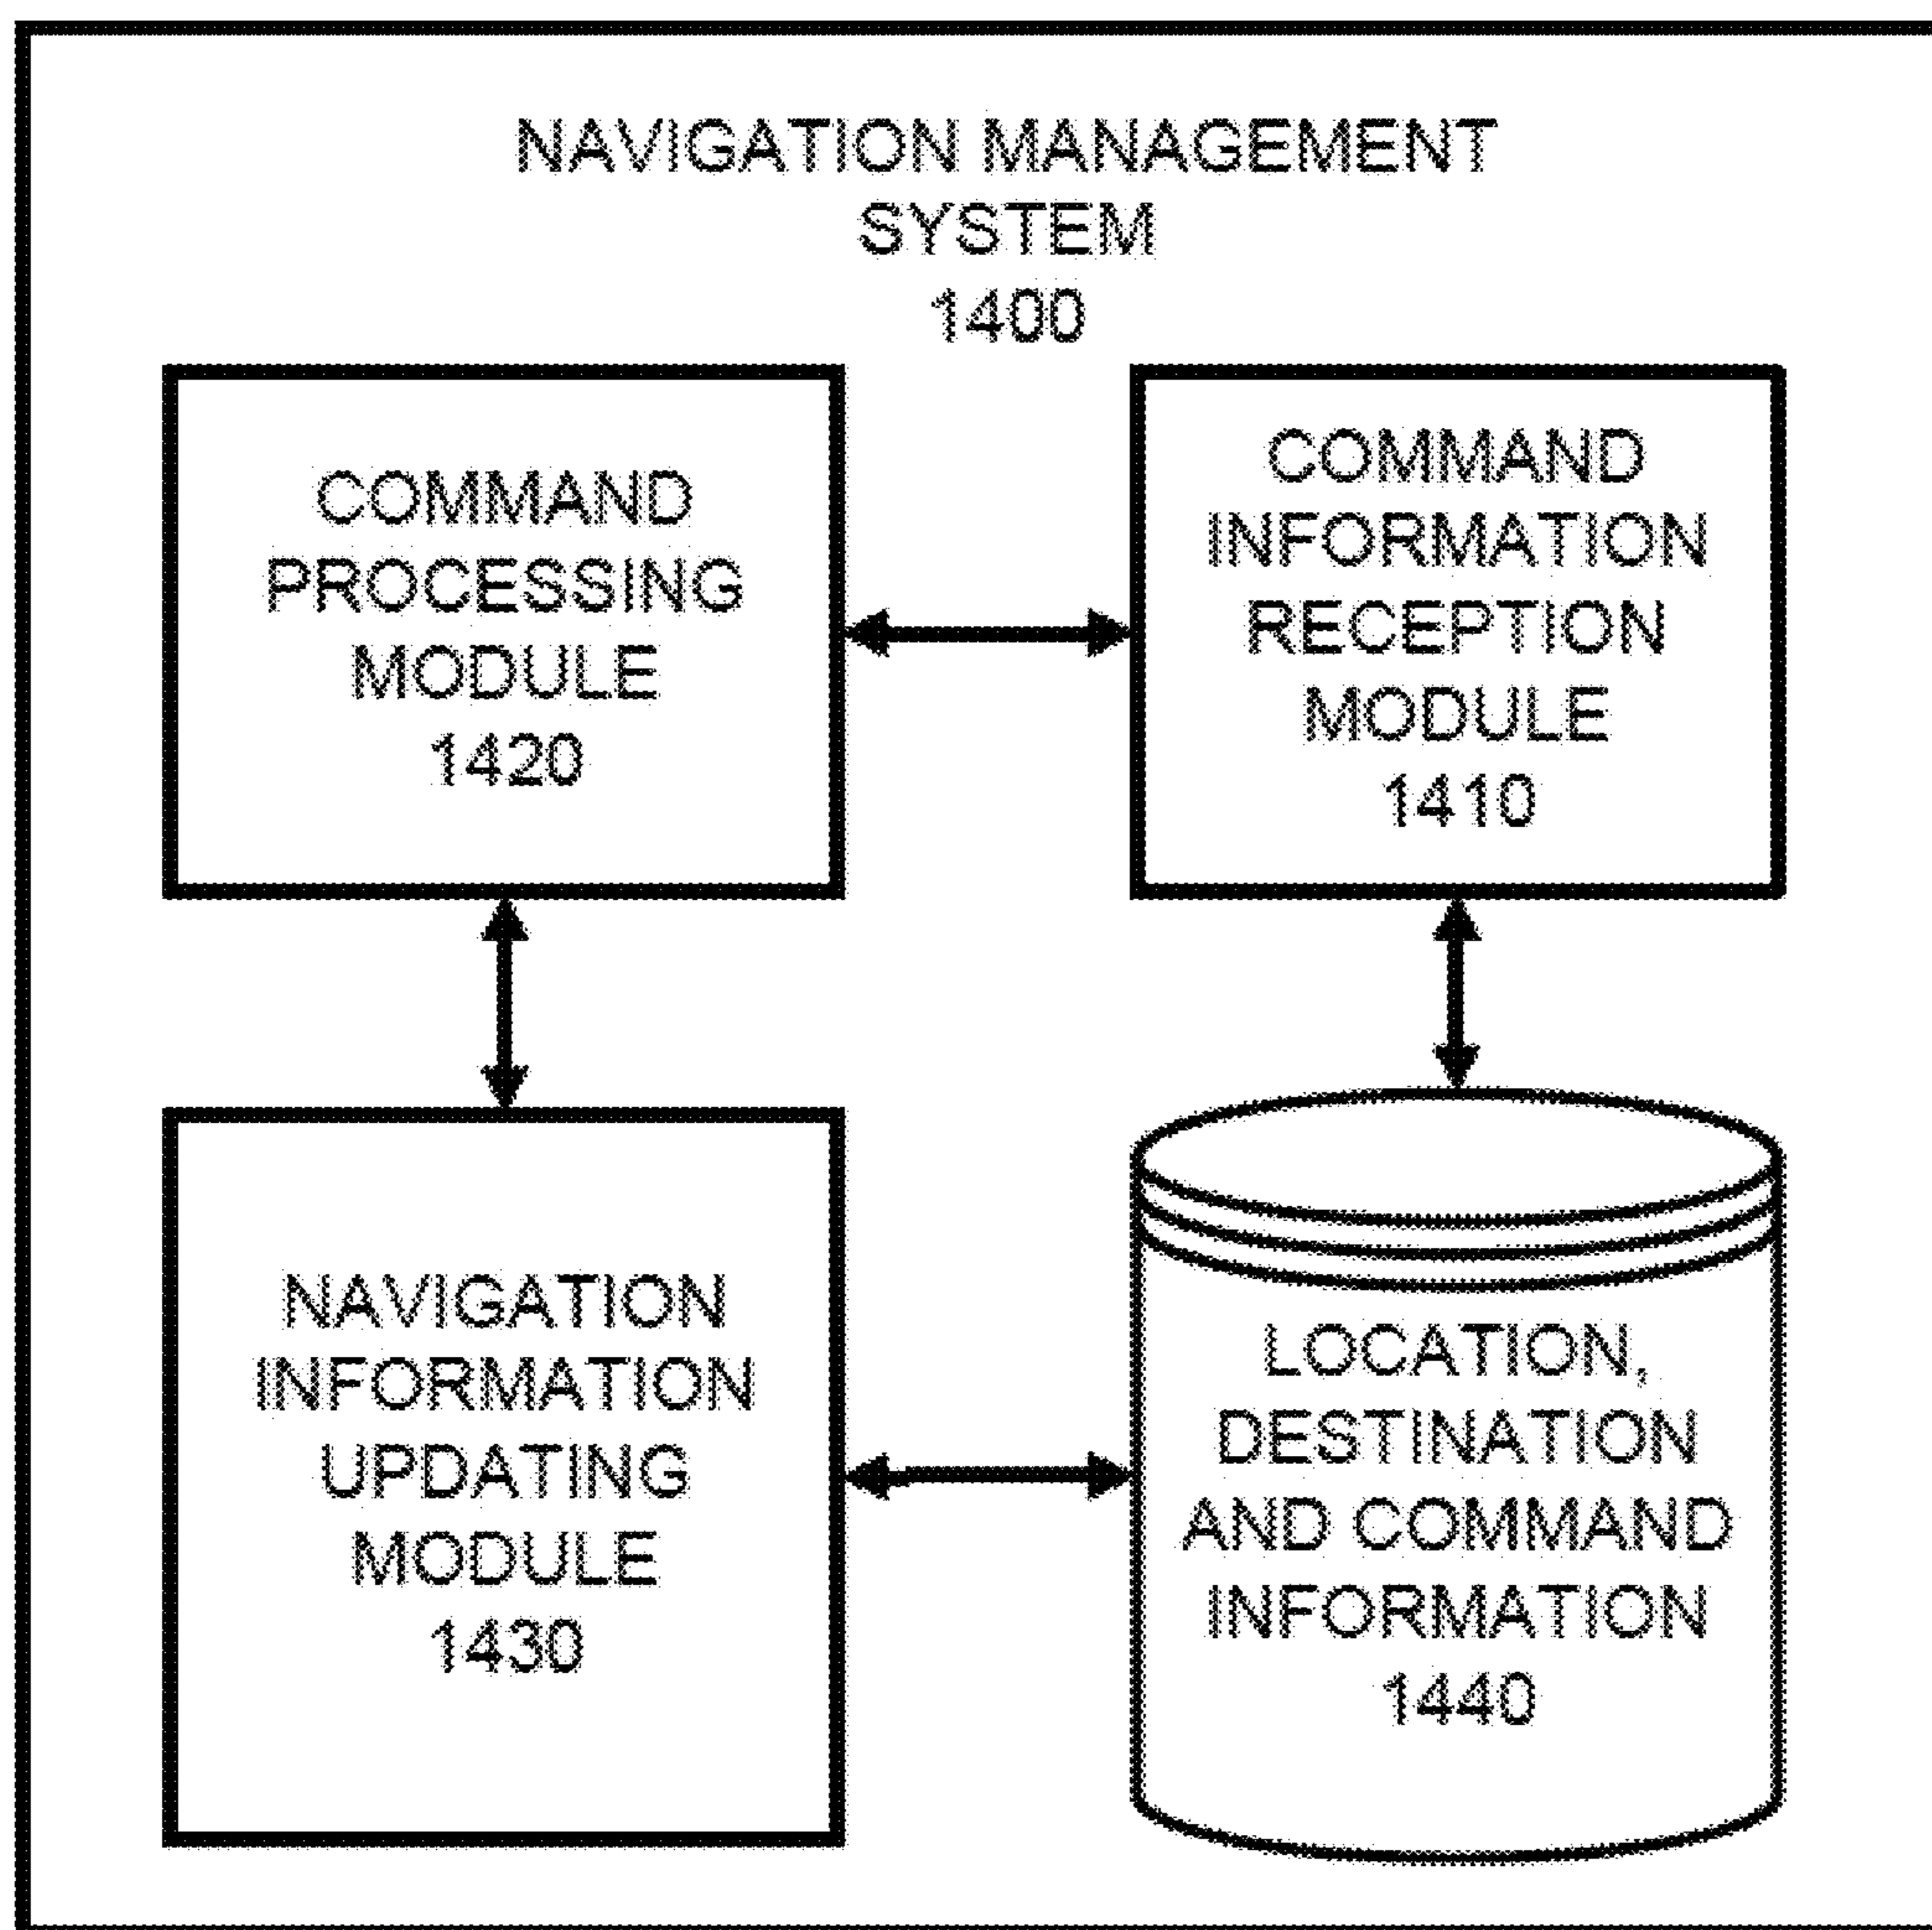 NAVIGATION MANAGEMENT
SYSTEM
1400
COMMAND
PROCESSING
MODULE
1420
COMMAND
INFORMATION
RECEPTION
MODULE
1410
NAVIGATION
INFORMATION
UPDATING
MODULE
1430
LOCATION,
DESTINATION
AND COMMAND
INFORMATION
1440